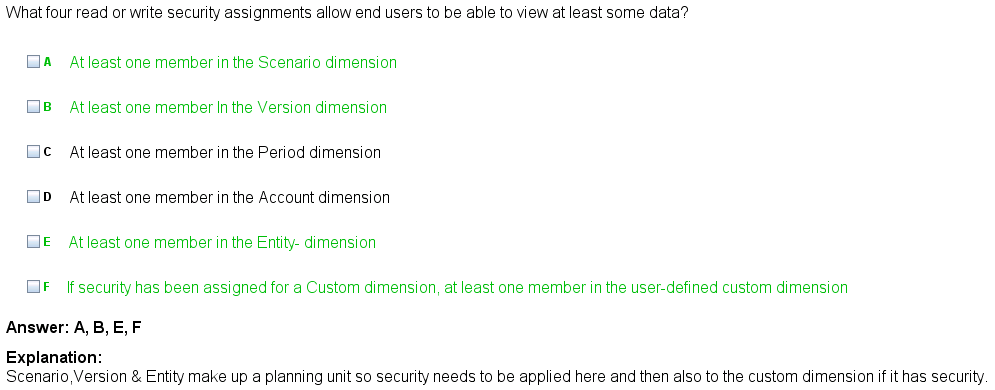 What four read or write security assignments allow end users to be able to view at least some data?
A At least one member in the Scenario dimension
B At least one member In the Version dimension
C At least one member in the Period dimension
D At least one member in the Account dimension
E At least one member in the Entity- dimension
F If security has been assigned for a Custom dimension, at least one member in the user-defined custom dimension
Answer: A, B, E, F
Explanation:
Scenario,Version & Entity make up a planning unit so security needs to be applied here and then also to the custom dimension if it has security.